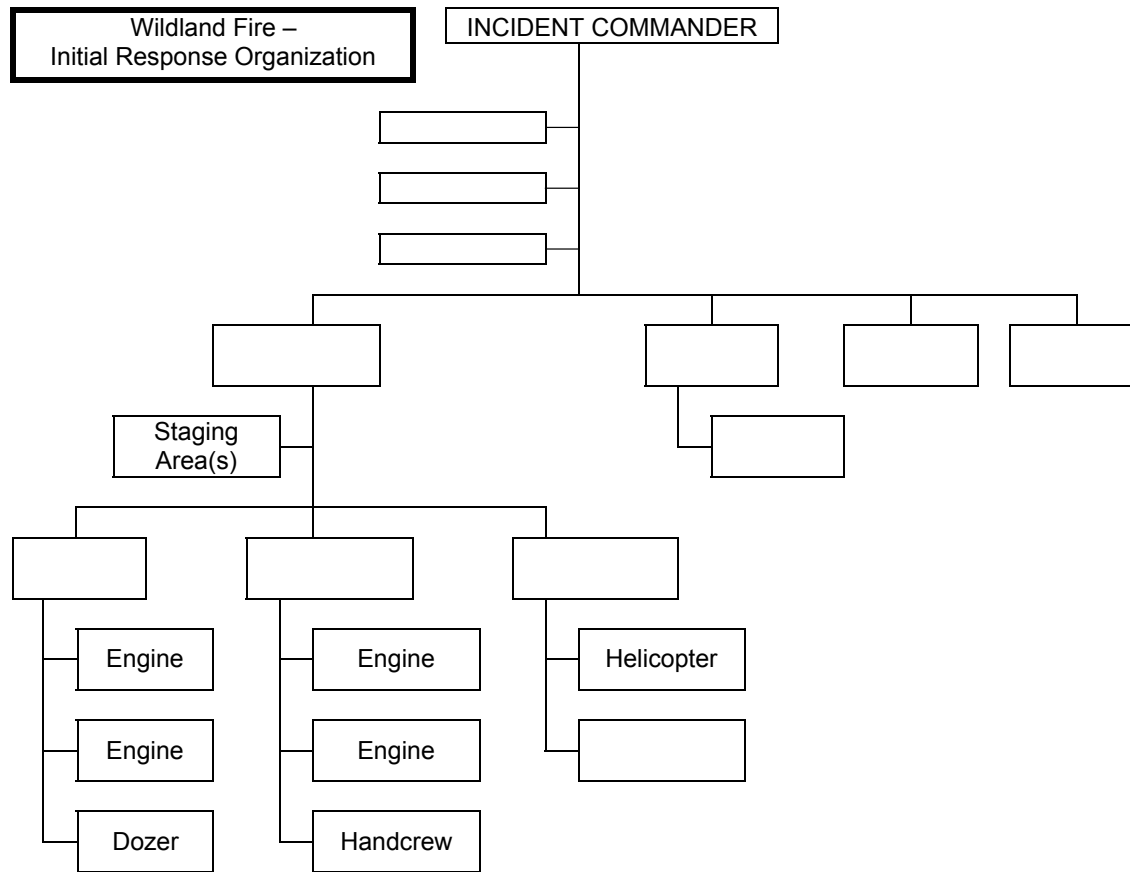 Wildland Fire –
Initial Response Organization
INCIDENT COMMANDER
Staging
Area(s)
Engine
Engine
Helicopter
Engine
Engine
Dozer
Handcrew